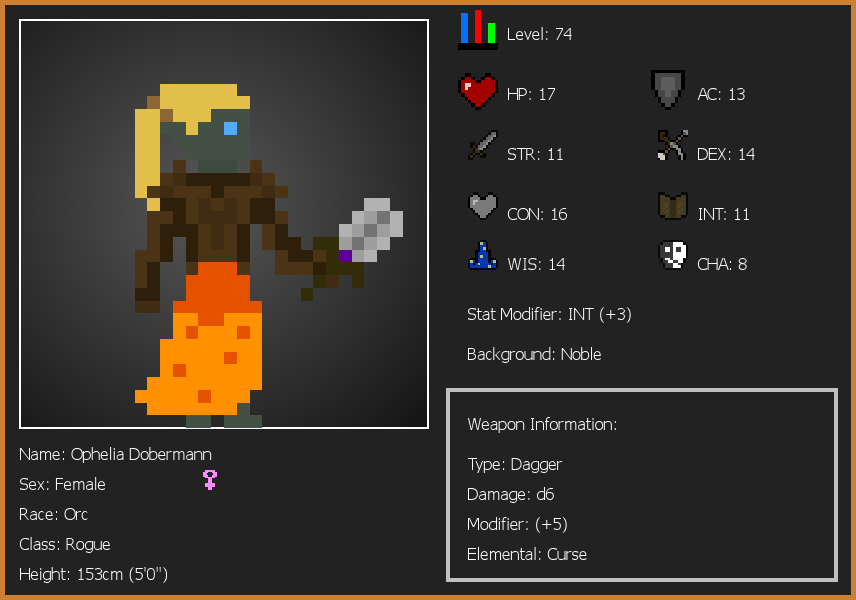 Level: 74
HP: 17
AC: 13
STR: 11
DEX: 14
CON: 16
INT: 11
WIS: 14
CHA: 8
Stat Modifier: INT (+3)
Background: Noble
Weapon Information:
Type: Dagger
Damage: d6
Modifier: (+5)
Elemental: Curse
Name: Ophelia Dobermann
Sex: Female
Race: Orc
Class: Rogue
Height: 153cm (5'0")